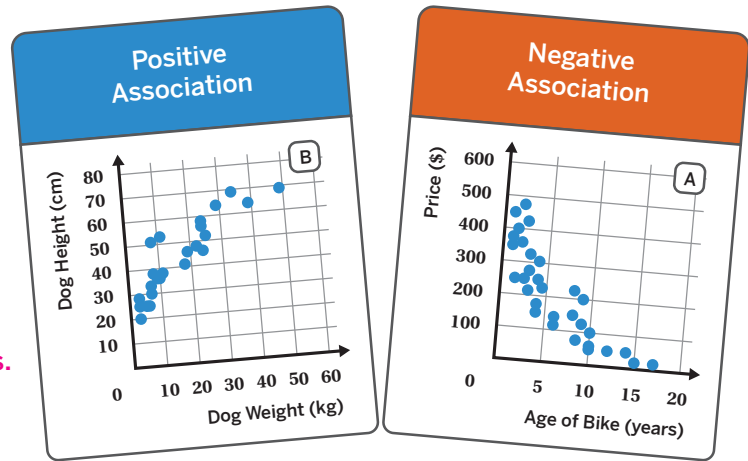 Positive
Association
B
Dog Height (cm)
80
70
60
50
40
30
20
10
0
10 20 30 40 50 60
Dog Weight (kg)
s.
Negative
Association
A
Price ($)
600
500
400
300
200
100
0
5 10 15 20
Age of Bike (years)